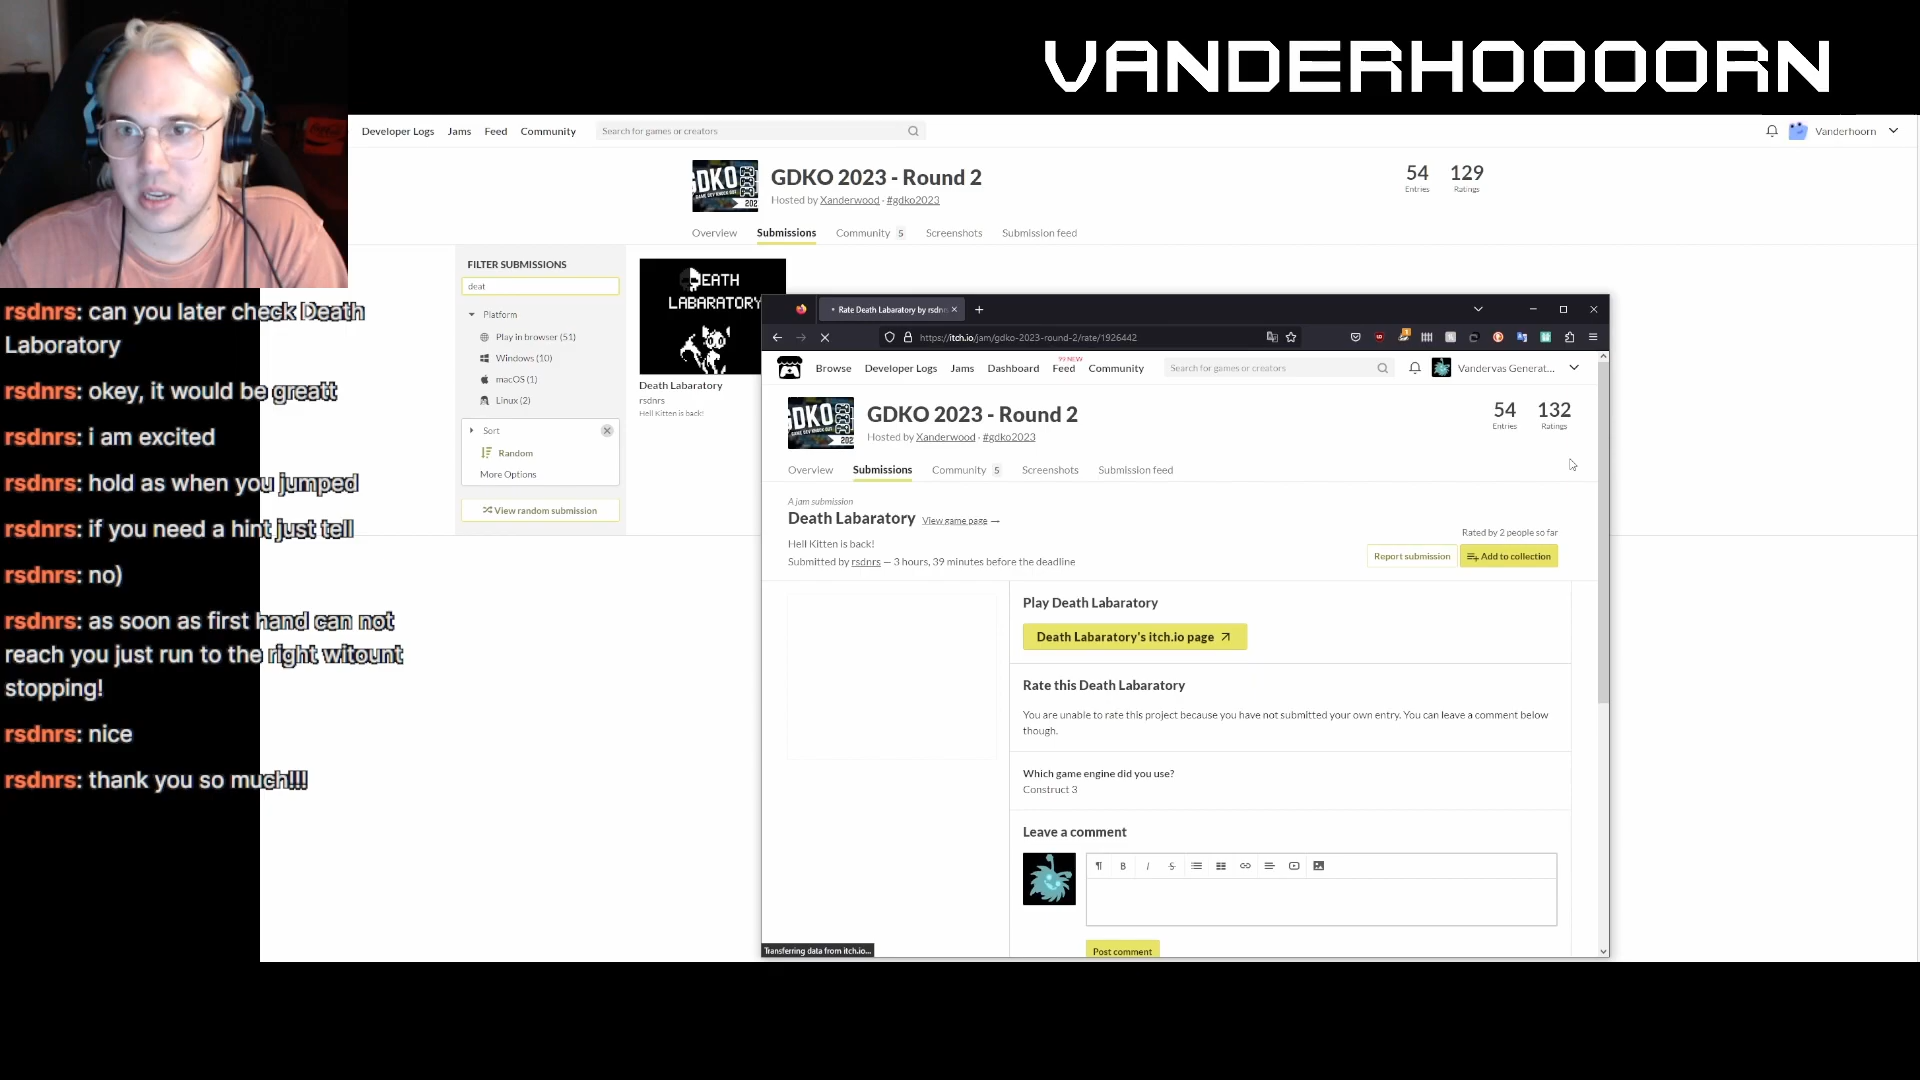 VANDERHOOOORN
Developer Logs Jams Feed Community Search for games or creators Vanderhoorn
GDKO 2023 - Round 2
Hosted by Xanderwood · #gdko2023
54 Entries 129 Ratings
Overview Submissions Community 5 Screenshots Submission feed
FILTER SUBMISSIONS
deat
Platform
Play in browser (51)
Windows (10)
macOS (1)
Linux (2)
Sort
Random
More Options
View random submission
DEATH
LABARATORY
Death Labaratory
rsdnrs
Hell Kitten is back!
rsdnrs: can you later check Death
Laboratory
rsdnrs: okey, it would be greatt
rsdnrs: i am excited
rsdnrs: hold as when you jumped
rsdnrs: if you need a hint just tell
rsdnrs: no)
rsdnrs: as soon as first hand can not
reach you just run to the right witount
stopping!
rsdnrs: nice
rsdnrs: thank you so much!!!
Rate Death Labaratory by rsdnr
https://itch.io/jam/gdko-2023-round-2/rate/1926442
99 NEW
Browse Developer Logs Jams Dashboard Feed Community Search for games or creators Vandervas Generat...
GDKO 2023 - Round 2
Hosted by Xanderwood · #gdko2023
54 Entries 132 Ratings
Overview Submissions Community 5 Screenshots Submission feed
A jam submission
Death Labaratory View game page →
Hell Kitten is back!
Submitted by rsdnrs — 3 hours, 39 minutes before the deadline
Rated by 2 people so far
Report submission Add to collection
Play Death Labaratory
Death Labaratory's itch.io page
Rate this Death Labaratory
You are unable to rate this project because you have not submitted your own entry. You can leave a comment below
though.
Which game engine did you use?
Construct 3
Leave a comment
Post comment
Transferring data from itch.io...